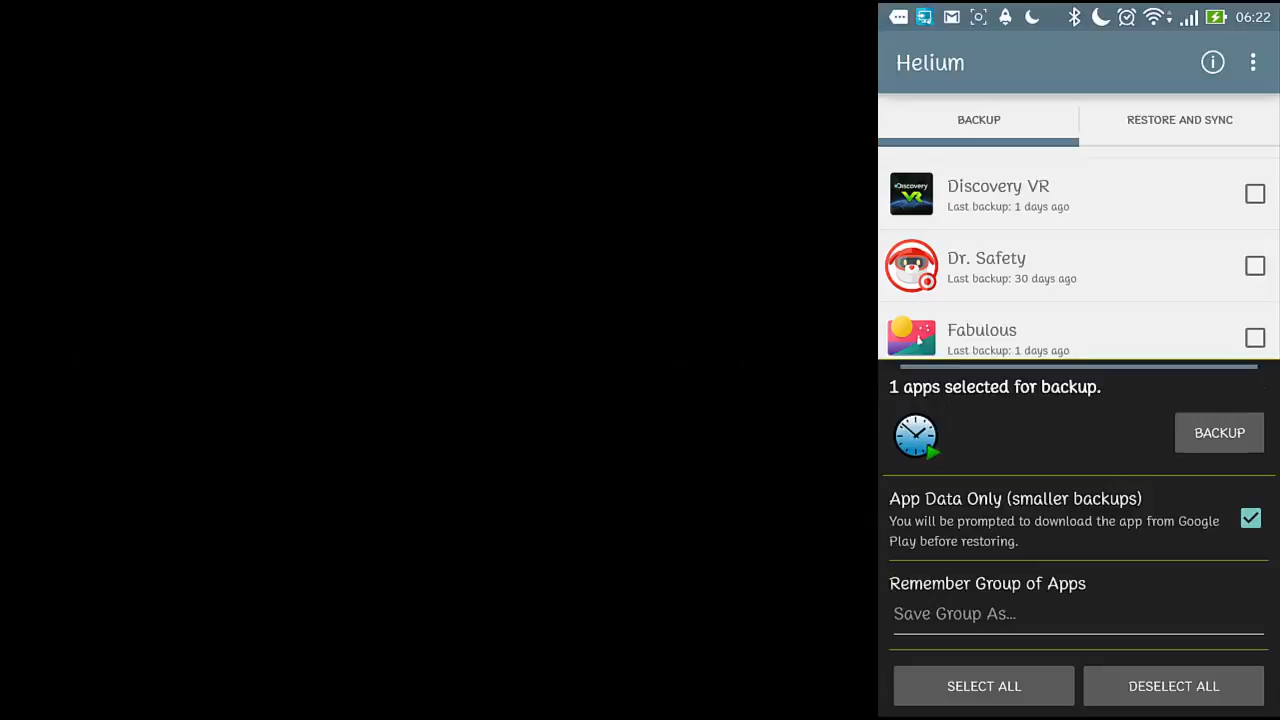 06:22
Helium
BACKUP
RESTORE AND SYNC
Discovery VR
Last backup: 1 days ago
Dr. Safety
Last backup: 30 days ago
Fabulous
Last backup: 1 days ago
1 apps selected for backup.
BACKUP
App Data Only (smaller backups)
You will be prompted to download the app from Google
Play before restoring.
Remember Group of Apps
Save Group As...
SELECT ALL
DESELECT ALL